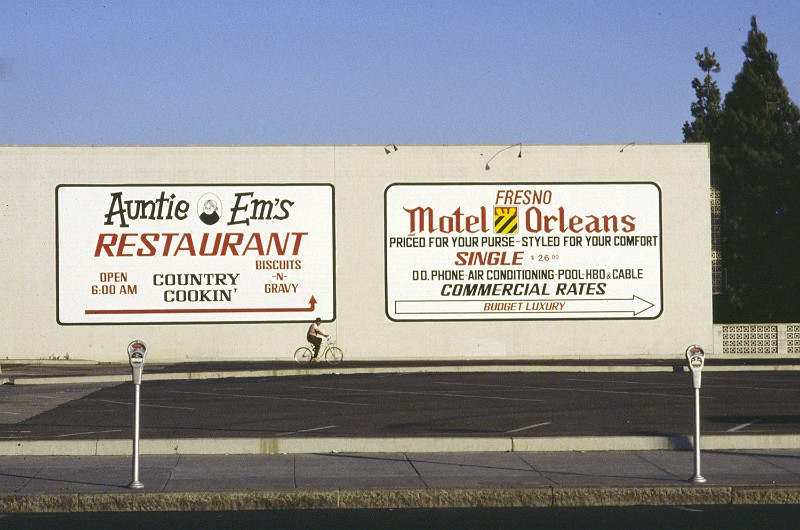 Auntie Em's
RESTAURANT
OPEN
6:00 AM
COUNTRY
COOKIN'
BISCUITS
-N-
GRAVY
FRESNO
Motel Orleans
PRICED FOR YOUR PURSE-STYLED FOR YOUR COMFORT
SINGLE $26.00
D.D. PHONE-AIR CONDITIONING-POOL-HBO & CABLE
COMMERCIAL RATES
BUDGET LUXURY